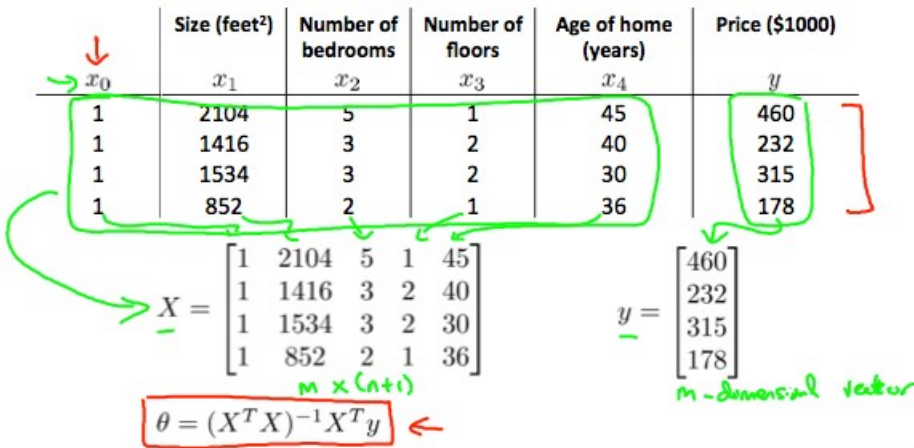 Size (feet²) Number of bedrooms Number of floors Age of home (years) Price ($1000)
x₀ x₁ x₂ x₃ x₄ y
1 2104 5 1 45 460
1 1416 3 2 40 232
1 1534 3 2 30 315
1 852 2 1 36 178
X = [1 2104 5 1 45
1 1416 3 2 40
1 1534 3 2 30
1 852 2 1 36]
m x (n+1)
y = [460
232
315
178]
m-dimensional vector
θ = (XᵀX)⁻¹Xᵀy